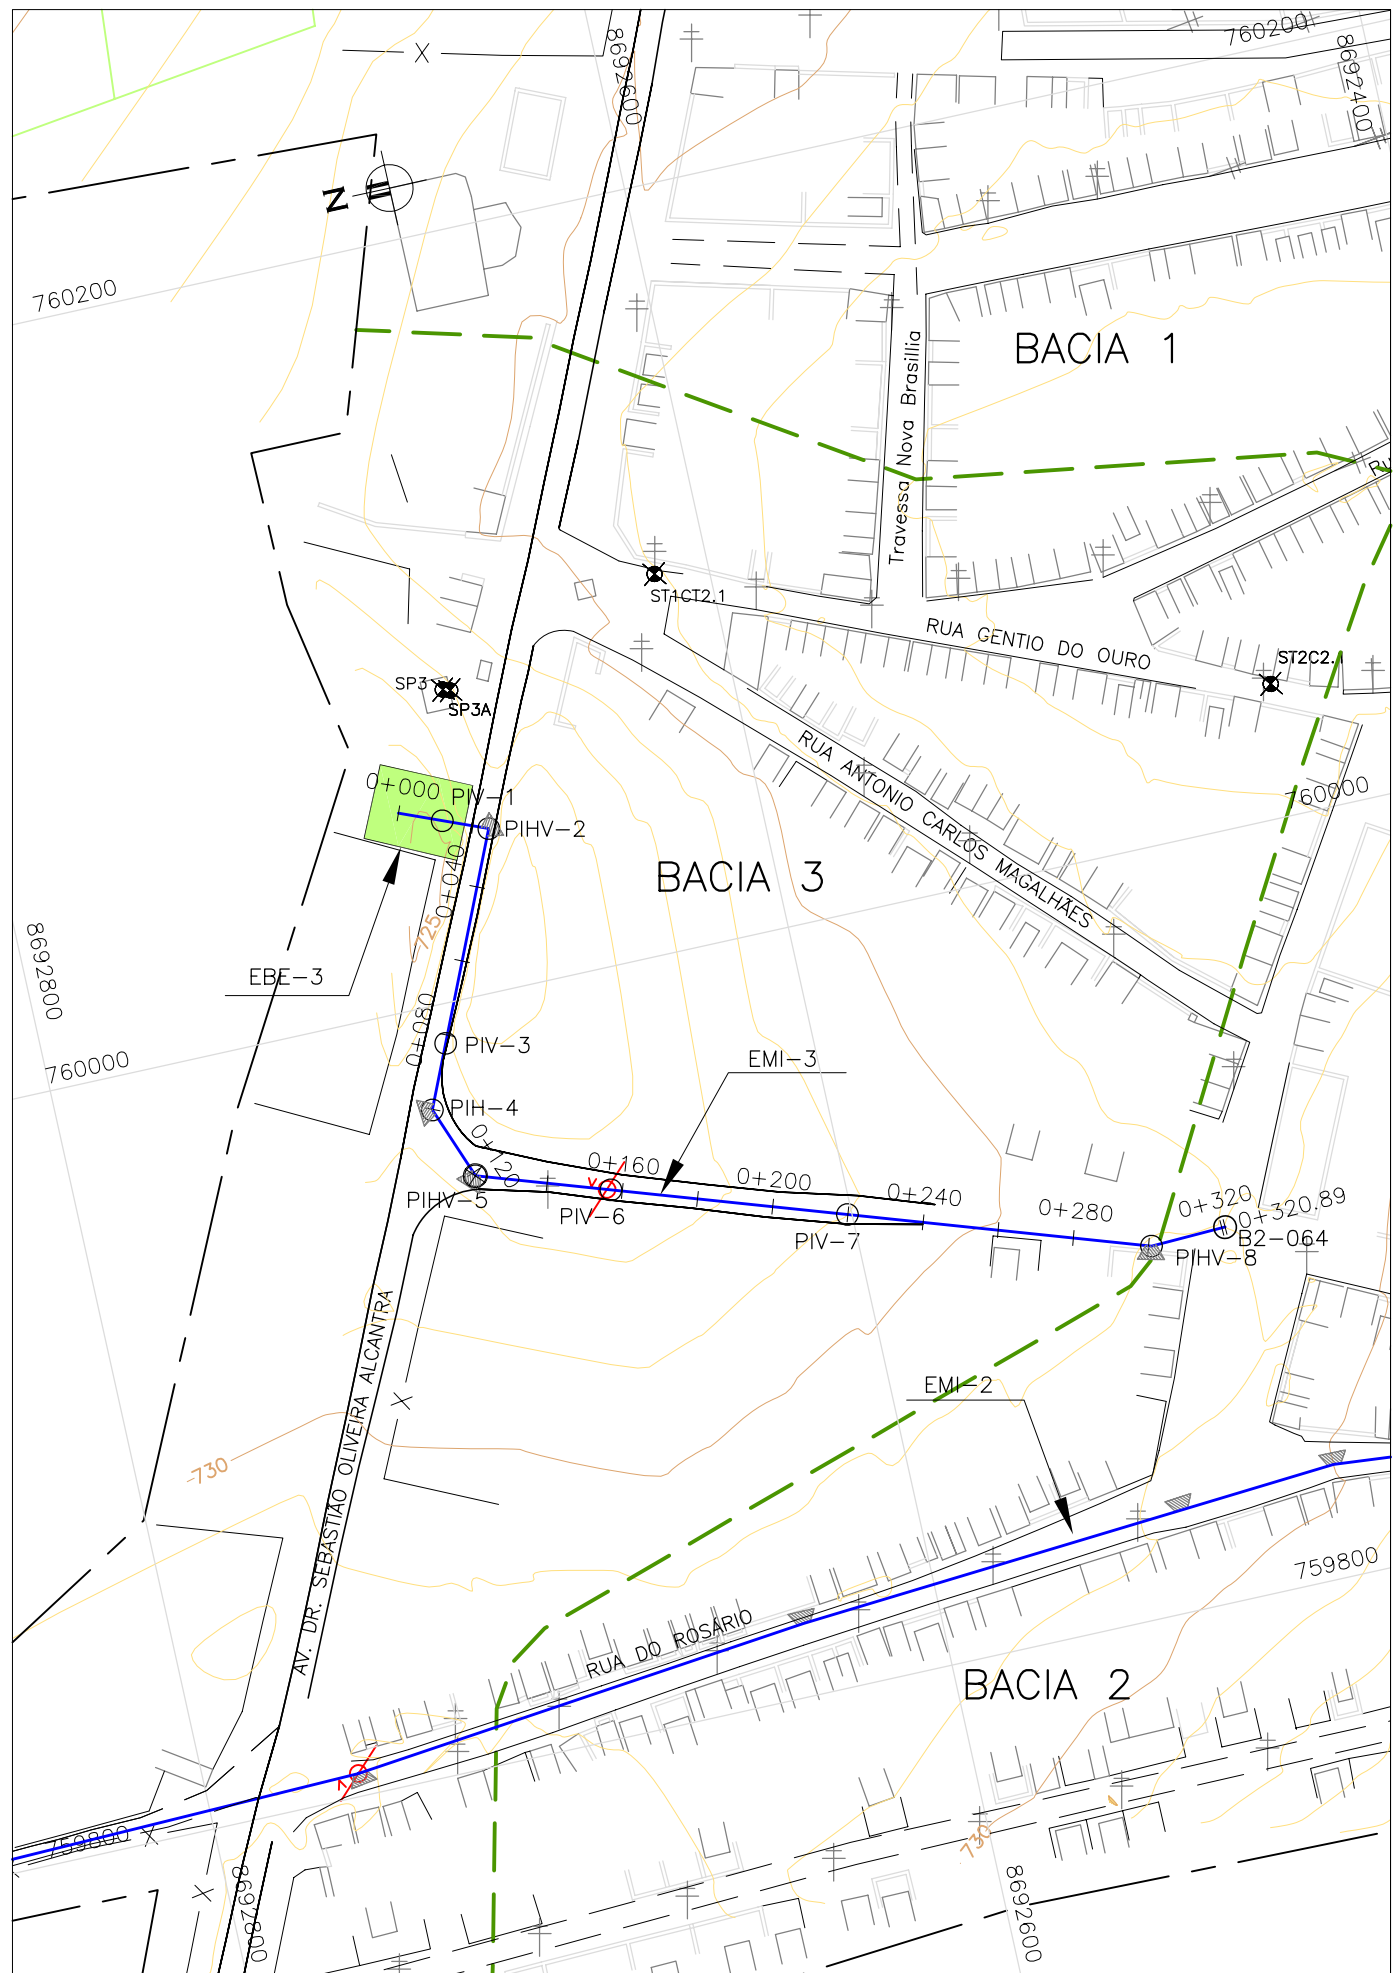 8692600
760200
8692400
X
N
760200
BACIA 1
Travessa Nova Brasillia
ST1CT2.1
RUA GENTIO DO OURO
ST2C2.
SP3
SP3A
RUA ANTONIO CARLOS MAGALHÃES
0+000
PIV-1
PIHV-2
760000
BACIA 3
0+040
725
EBE-3
8692800
0+080
PIV-3
760000
EMI-3
PIH-4
0+120
0+160
0+200
0+240
0+280
0+320
0+320.89
B2-064
PIHV-5
PIV-6
PIV-7
PIHV-8
AV. DR. SEBASTIÃO OLIVEIRA ALCANTRA
X
EMI-2
-730
759800
RUA DO ROSÁRIO
BACIA 2
759800
X
730
X
8692800
8692600